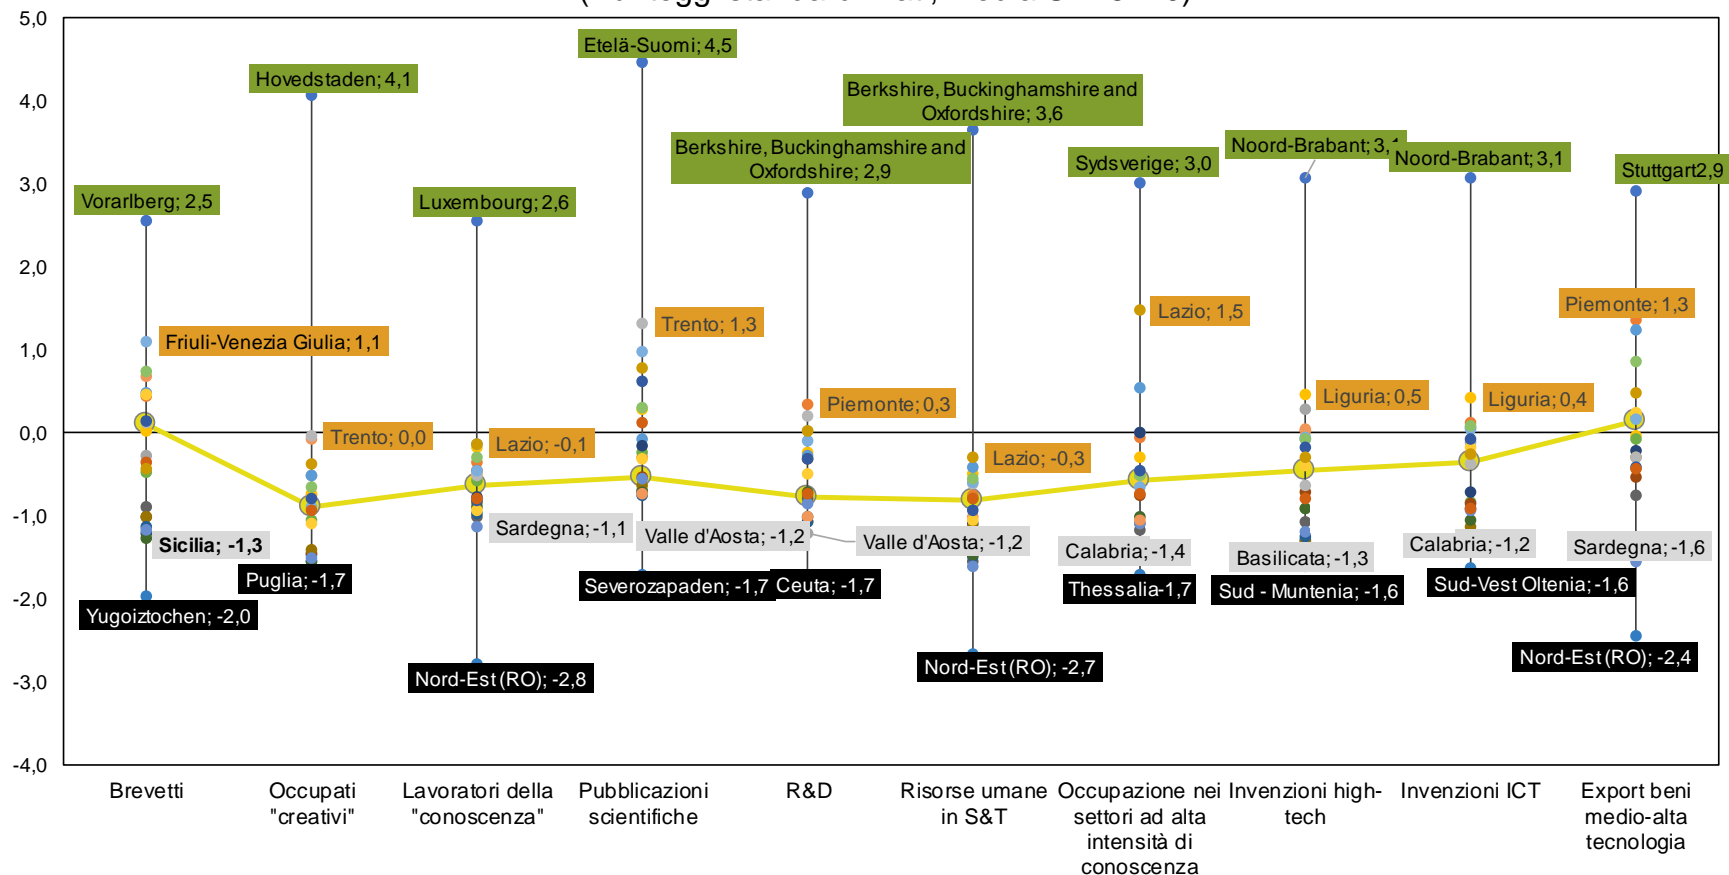 5,0
4,0
3,0
2,0
1,0
0,0
-1,0
-2,0
-3,0
-4,0
Vorarlberg; 2,5
Friuli-Venezia Giulia; 1,1
Sicilia; -1,3
Yugoiztochen; -2,0
Hovedstaden; 4,1
Trento; 0,0
Puglia; -1,7
Luxembourg; 2,6
Lazio; -0,1
Sardegna; -1,1
Nord-Est (RO); -2,8
Etelä-Suomi; 4,5
Trento; 1,3
Valle d'Aosta; -1,2
Severozapaden; -1,7
Berkshire, Buckinghamshire and
Oxfordshire; 2,9
Piemonte; 0,3
Valle d'Aosta; -1,2
Ceuta; -1,7
Berkshire, Buckinghamshire and
Oxfordshire; 3,6
Lazio; -0,3
Nord-Est (RO); -2,7
Sydsverige; 3,0
Lazio; 1,5
Calabria; -1,4
Thessalia-1,7
Noord-Brabant; 3,1
Liguria; 0,5
Basilicata; -1,3
Sud - Muntenia; -1,6
Noord-Brabant; 3,1
Liguria; 0,4
Calabria; -1,2
Sud-Vest Oltenia; -1,6
Stuttgart2,9
Piemonte; 1,3
Sardegna; -1,6
Nord-Est (RO); -2,4
Brevetti
Occupati
"creativi"
Lavoratori della
"conoscenza"
Pubblicazioni
scientifiche
R&D
Risorse umane
in S&T
Occupazione nei
settori ad alta
intensità di
conoscenza
Invenzioni high-
tech
Invenzioni ICT
Export beni
medio-alta
tecnologia